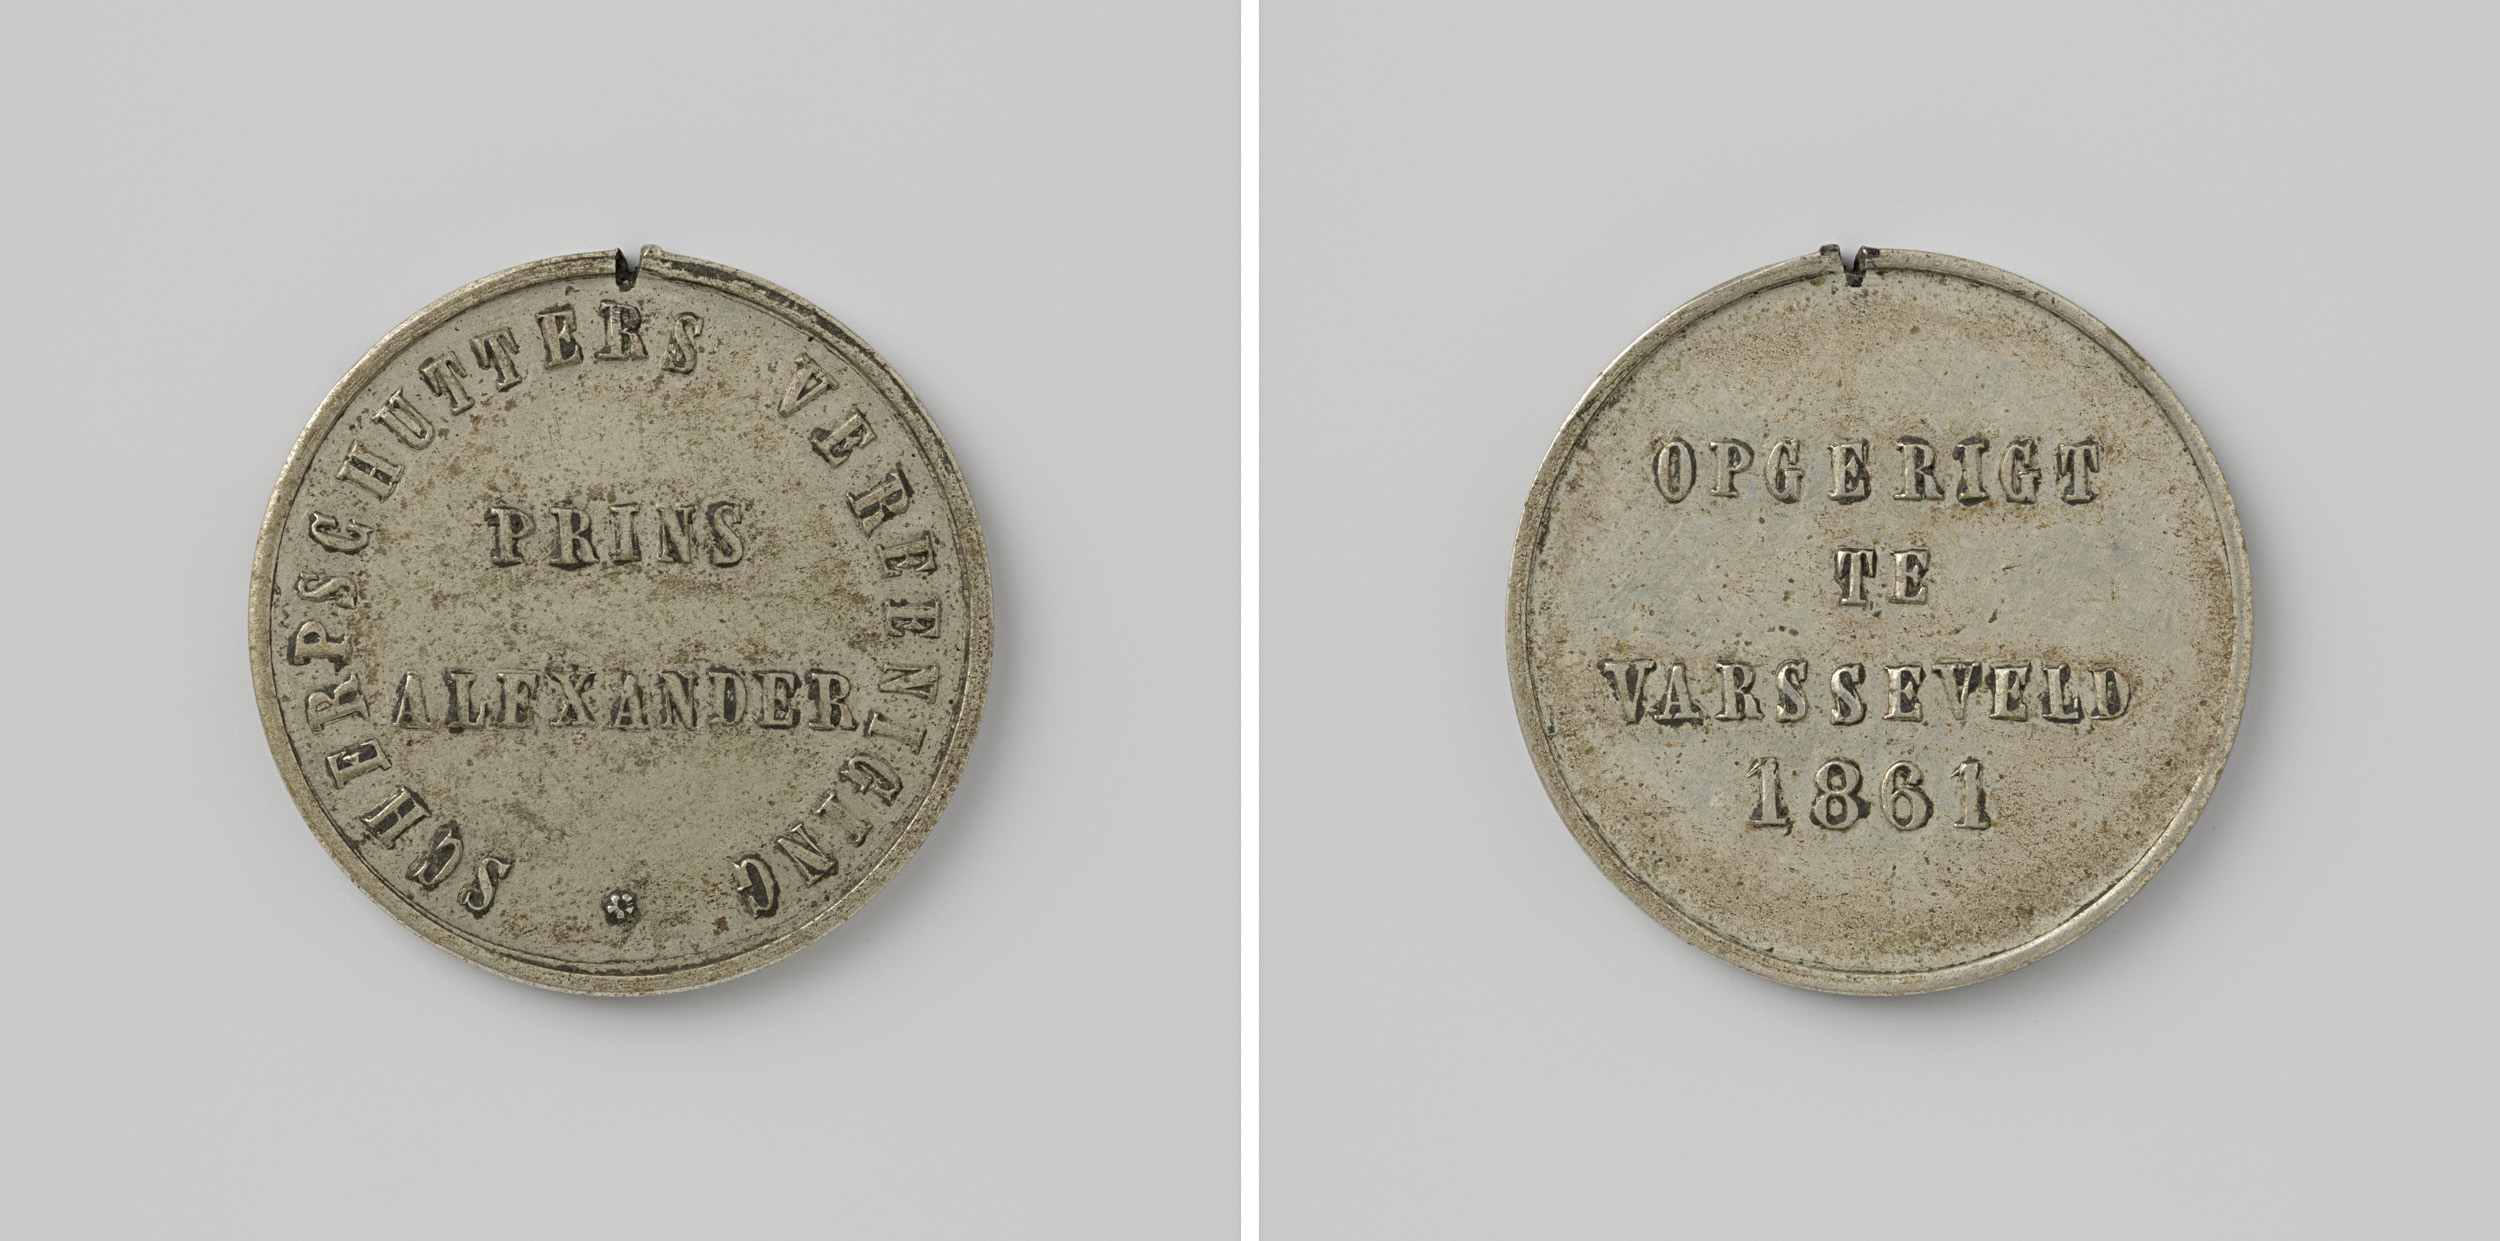 SCHERPSCHUTTERS VEREENIGING
PRINS
ALEXANDER
OPGERIGT
TE
VARSSEVELD
1861